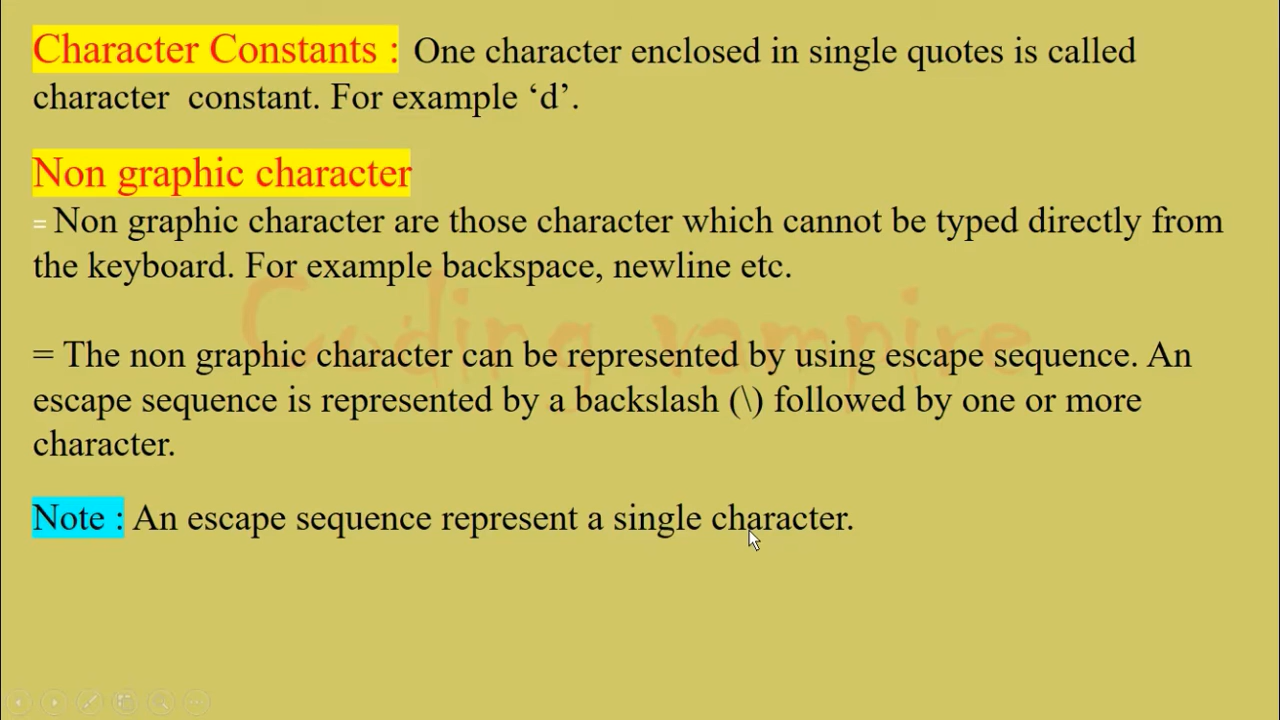 Character Constants : One character enclosed in single quotes is called
character constant. For example ‘d’.
Non graphic character
= Non graphic character are those character which cannot be typed directly from
the keyboard. For example backspace, newline etc.
Coding vampire
= The non graphic character can be represented by using escape sequence. An
escape sequence is represented by a backslash (\) followed by one or more
character.
Note : An escape sequence represent a single character.